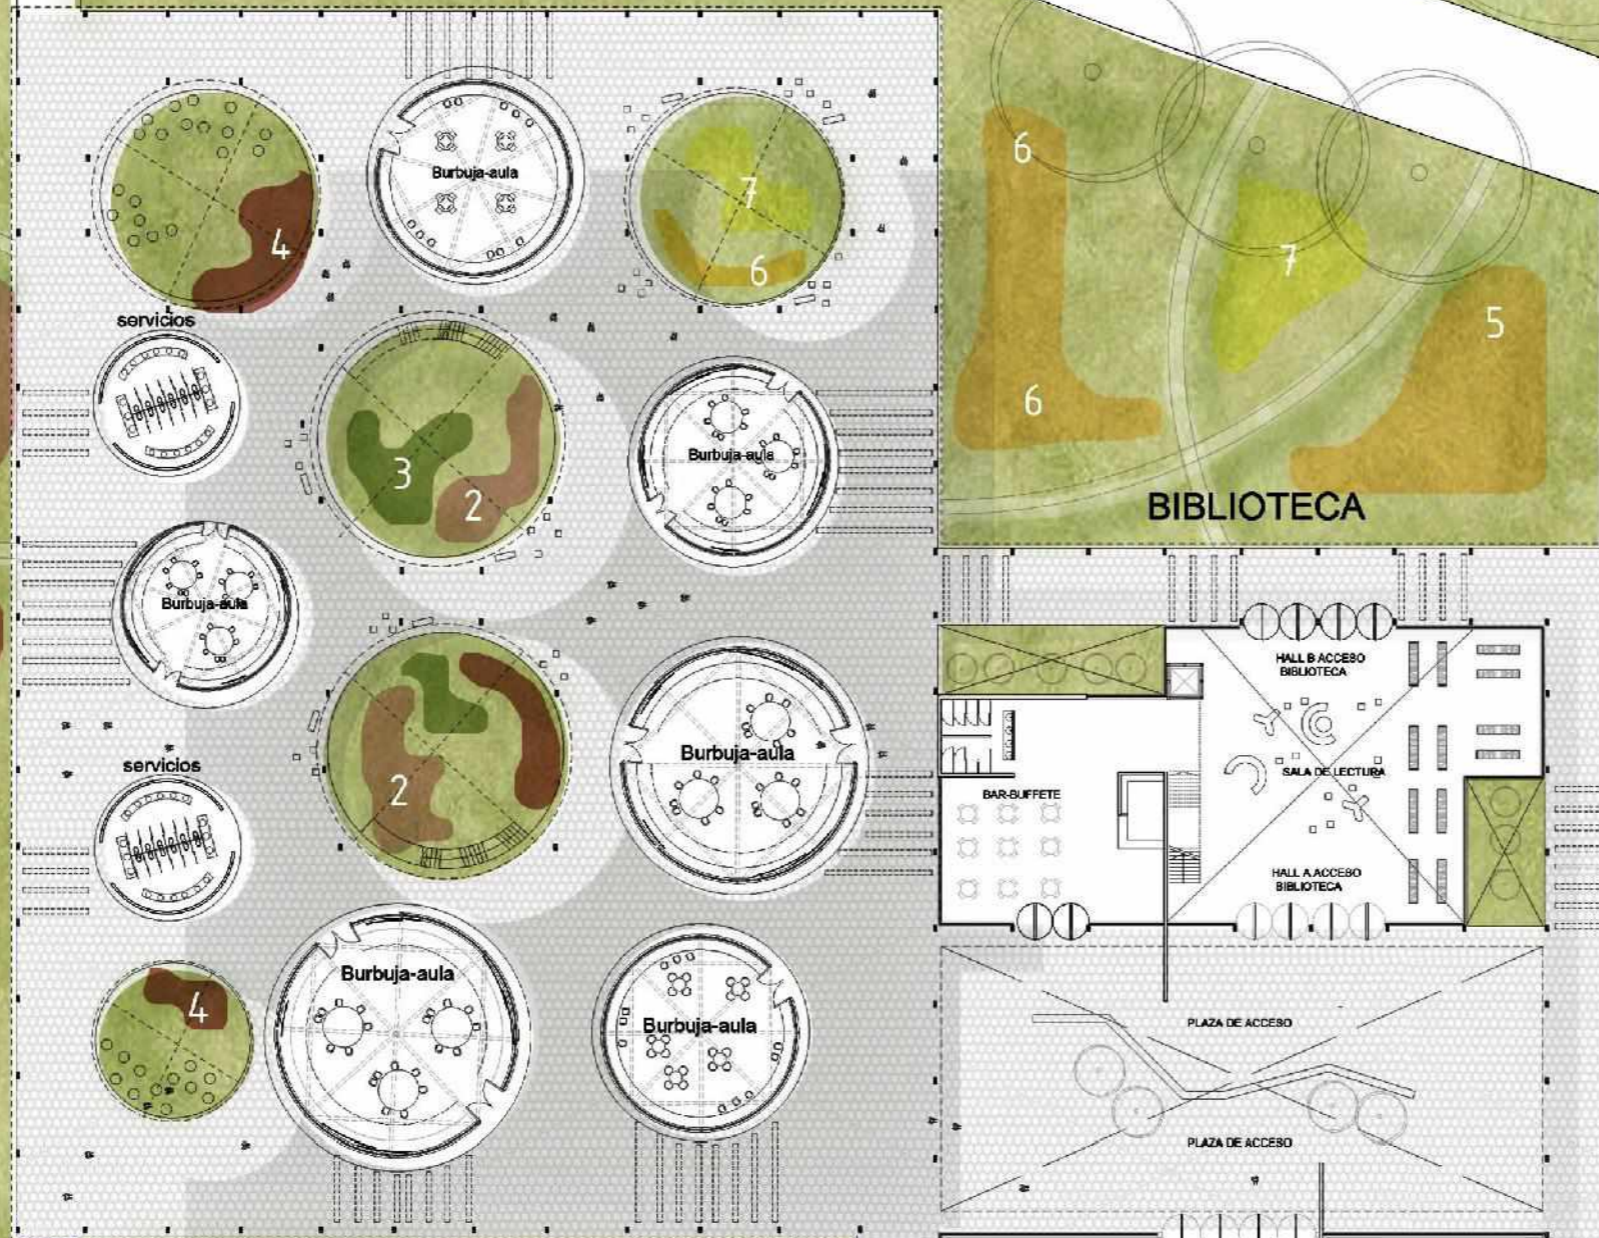 Burbuja-aula
7
6
4
servicios
6
7
5
6
BIBLIOTECA
3
2
Burbuja-aula
Burbuja-aula
2
servicios
Burbuja-aula
HALL B ACCESO
BIBLIOTECA
SALA DE LECTURA
BAR-BUFFETE
HALL A ACCESO
BIBLIOTECA
4
Burbuja-aula
Burbuja-aula
PLAZA DE ACCESO
PLAZA DE ACCESO